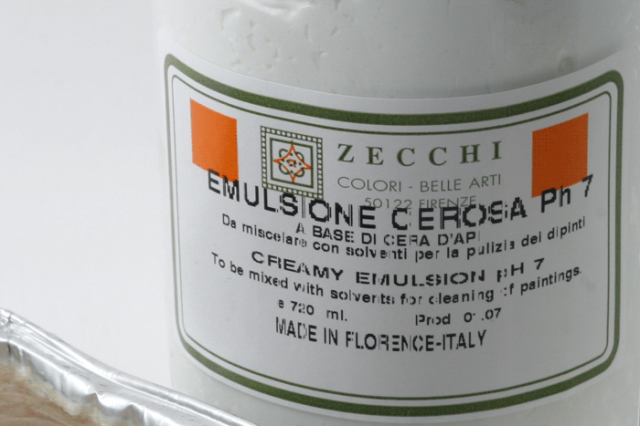 ZECCHI
COLORI - BELLE ARTI
50122 FIRENZE
EMULSIONE CEROSA Ph 7
A BASE DI CERA D'API
Da miscelare con solventi per la pulizia dei dipinti
CREAMY EMULSION pH 7
To be mixed with solvents for cleaning of paintings.
e 720 ml. Prod
MADE IN FLORENCE-ITALY